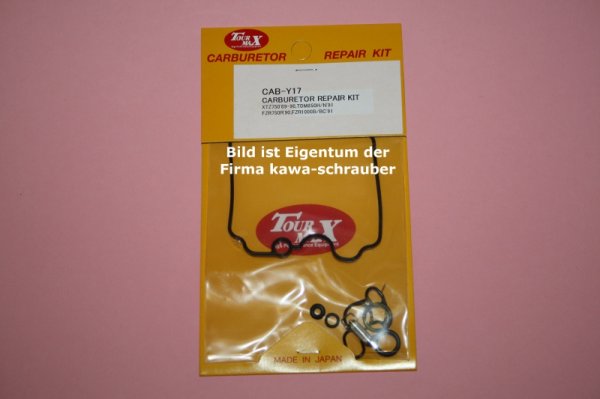 TOUR
MAX
CARBURETOR REPAIR KIT
CAB-Y17
CARBURETOR REPAIR KIT
Bild ist Eigentum der
Firma kawa-schrauber
TOUR
MAX
MADE IN JAPAN